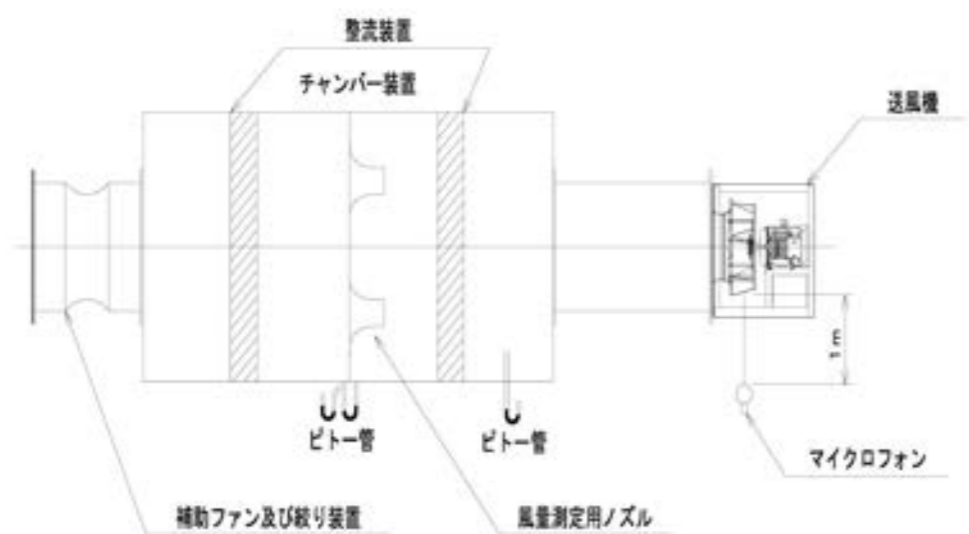 整流装置
チャンバー装置
送風機
1m
ピトー管
ピトー管
マイクロフォン
補助ファン及び絞り装置
風量測定用ノズル